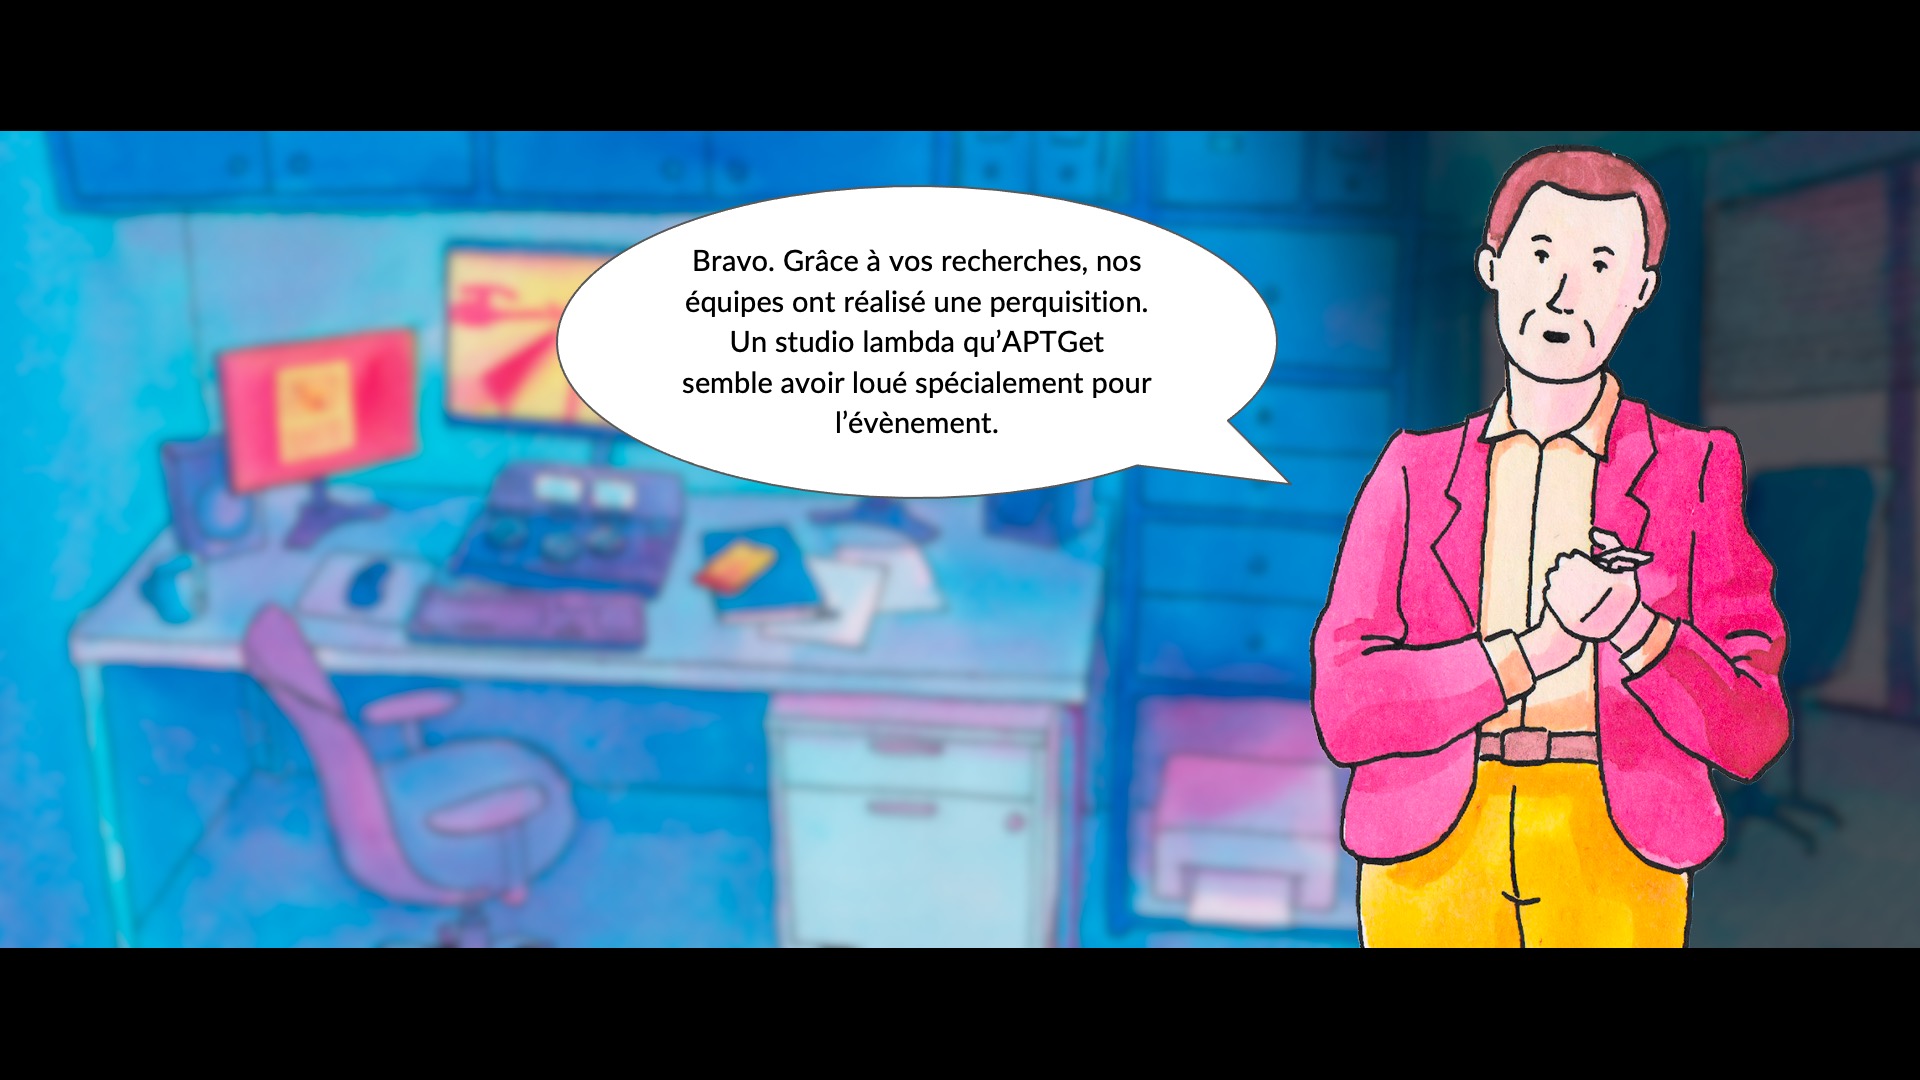 Bravo. Grâce à vos recherches, nos
équipes ont réalisé une perquisition.
Un studio lambda qu’APTGet
semble avoir loué spécialement pour
l’évènement.